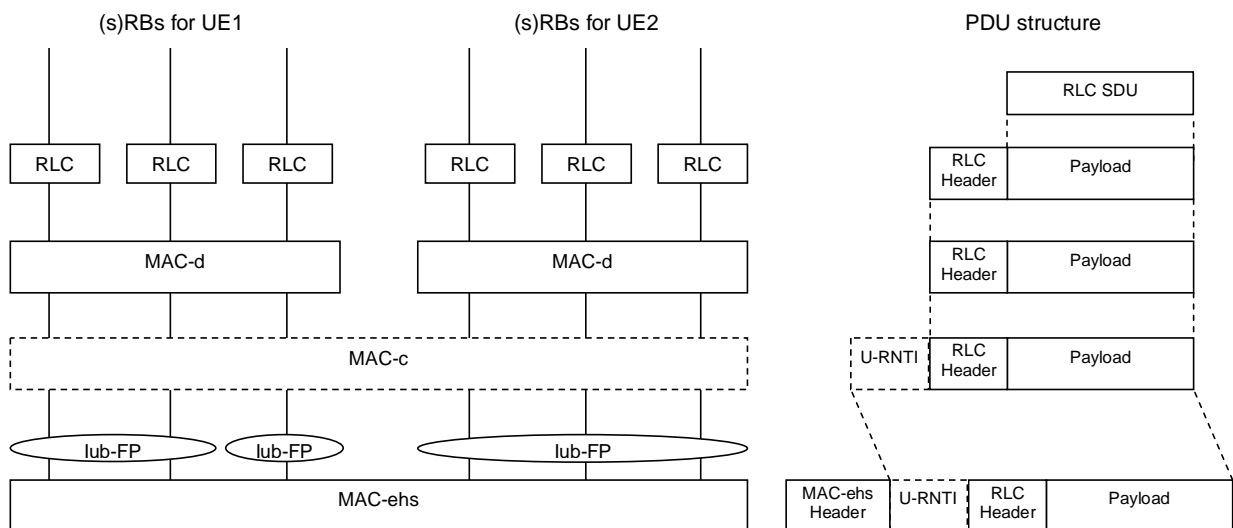 (s)RBs for UE1
(s)RBs for UE2
PDU structure
RLC SDU
RLC
RLC
RLC
RLC
RLC
RLC
RLC
Header
Payload
MAC-d
MAC-d
RLC
Header
Payload
MAC-c
U-RNTI
RLC
Header
Payload
Iub-FP
Iub-FP
Iub-FP
MAC-ehs
MAC-ehs
Header
U-RNTI
RLC
Header
Payload